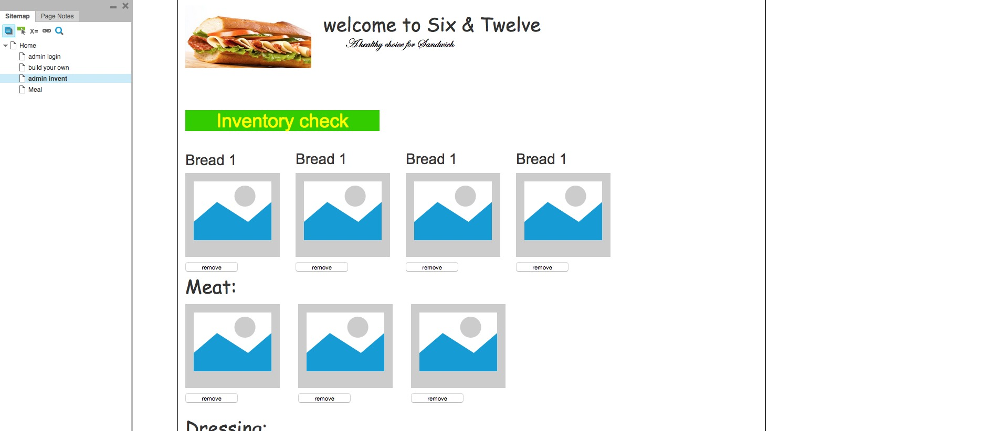 Sitemap Page Notes
X=
Home
admin login
build your own
admin invent
Meal
welcome to Six & Twelve
A healthy choice for Sandwich
Inventory check
Bread 1 Bread 1 Bread 1 Bread 1
remove remove remove remove
Meat:
remove remove remove
Dressing: